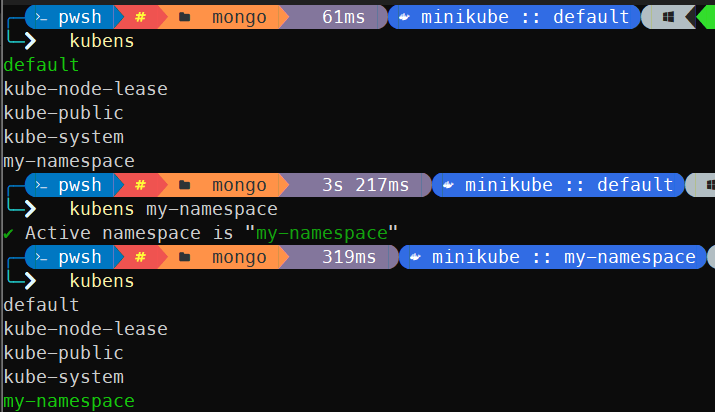 pwsh # mongo 61ms minikube :: default
kubens
default
kube-node-lease
kube-public
kube-system
my-namespace
pwsh # mongo 3s 217ms minikube :: default
kubens my-namespace
✔ Active namespace is "my-namespace"
pwsh # mongo 319ms minikube :: my-namespace
kubens
default
kube-node-lease
kube-public
kube-system
my-namespace